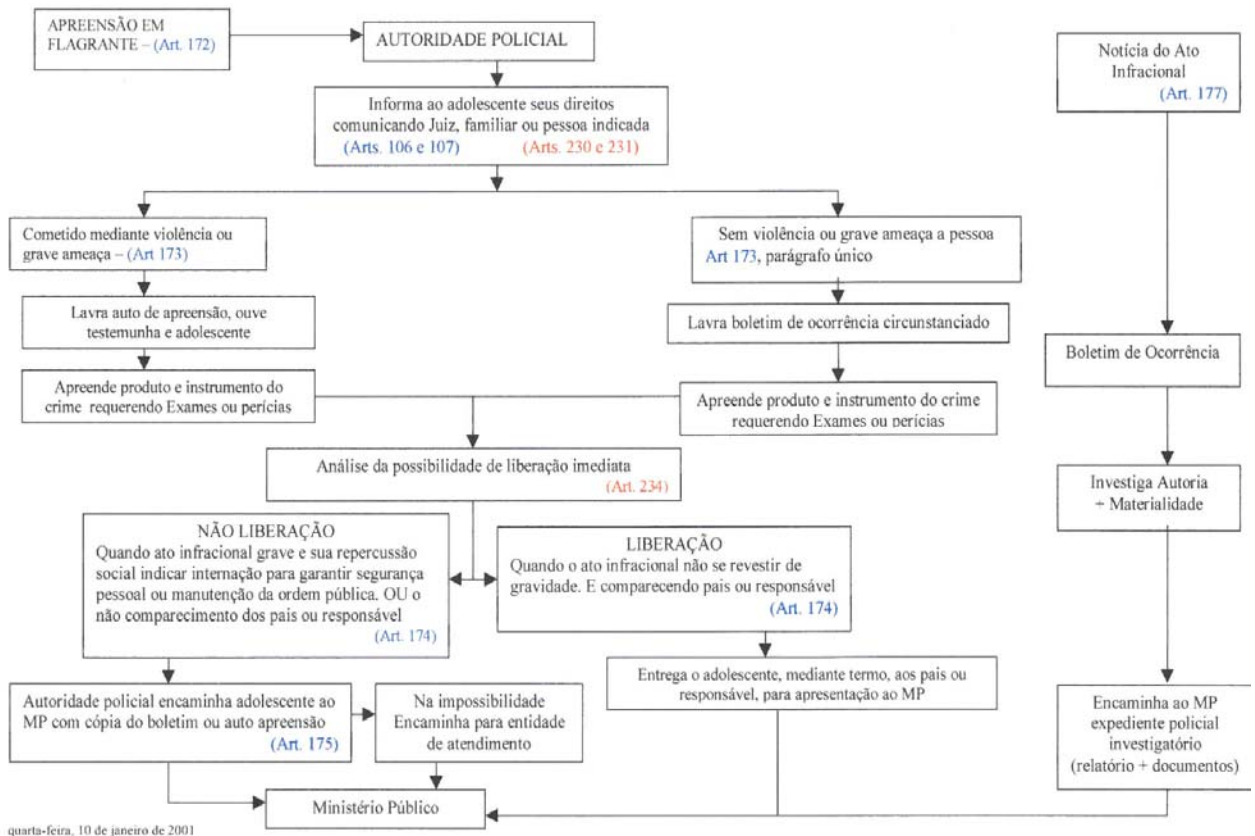 APREENSÃO EM
FLAGRANTE – (Art. 172)
AUTORIDADE POLICIAL
Notícia do Ato
Infracional
(Art. 177)
Informa ao adolescente seus direitos
comunicando Juiz, familiar ou pessoa indicada
(Arts. 106 e 107) (Arts. 230 e 231)
Cometido mediante violência ou
grave ameaça – (Art 173)
Sem violência ou grave ameaça a pessoa
Art 173, parágrafo único
Lavra auto de apreensão, ouve
testemunha e adolescente
Lavra boletim de ocorrência circunstanciado
Boletim de Ocorrência
Apreende produto e instrumento do
crime requerendo Exames ou perícias
Apreende produto e instrumento do crime
requerendo Exames ou perícias
Análise da possibilidade de liberação imediata
(Art. 234)
Investiga Autoria
+ Materialidade
NÃO LIBERAÇÃO
Quando ato infracional grave e sua repercussão
social indicar internação para garantir segurança
pessoal ou manutenção da ordem pública. OU o
não comparecimento dos pais ou responsável
(Art. 174)
LIBERAÇÃO
Quando o ato infracional não se revestir de
gravidade. E comparecendo pais ou responsável
(Art. 174)
Entrega o adolescente, mediante termo, aos pais ou
responsável, para apresentação ao MP
Autoridade policial encaminha adolescente ao
MP com cópia do boletim ou auto apreensão
(Art. 175)
Na impossibilidade
Encaminha para entidade
de atendimento
Encaminha ao MP
expediente policial
investigatório
(relatório + documentos)
Ministério Público
quarta-feira, 10 de janeiro de 2001